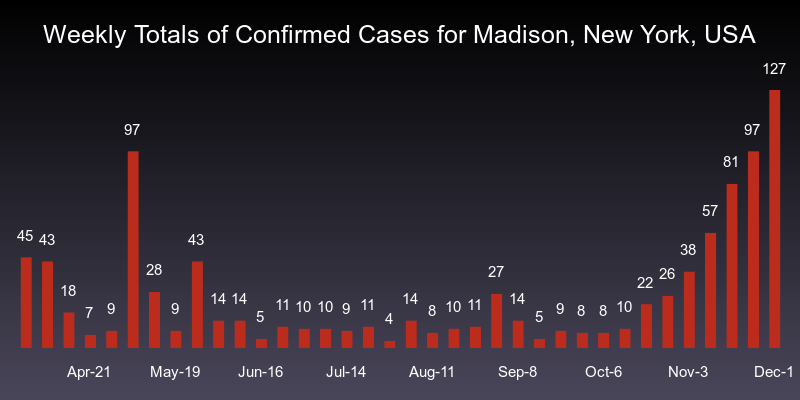 Weekly Totals of Confirmed Cases for Madison, New York, USA
45 43 18 7 9 97 28 9 43 14 14 5 11 10 10 9 11 4 14 8 10 11 27 14 5 9 8 8 10 22 26 38 57 81 97 127
Apr-21 May-19 Jun-16 Jul-14 Aug-11 Sep-8 Oct-6 Nov-3 Dec-1